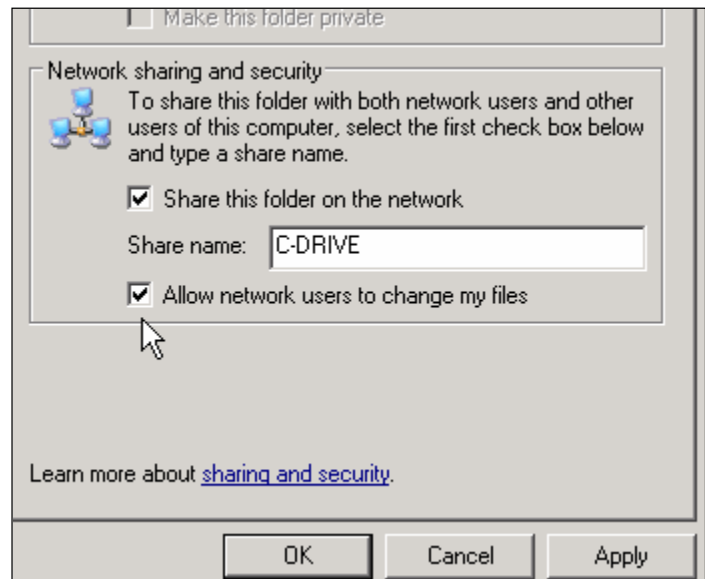 Make this folder private
Network sharing and security
To share this folder with both network users and other
users of this computer, select the first check box below
and type a share name.
Share this folder on the network
Share name: C-DRIVE
Allow network users to change my files
Learn more about sharing and security.
OK Cancel Apply